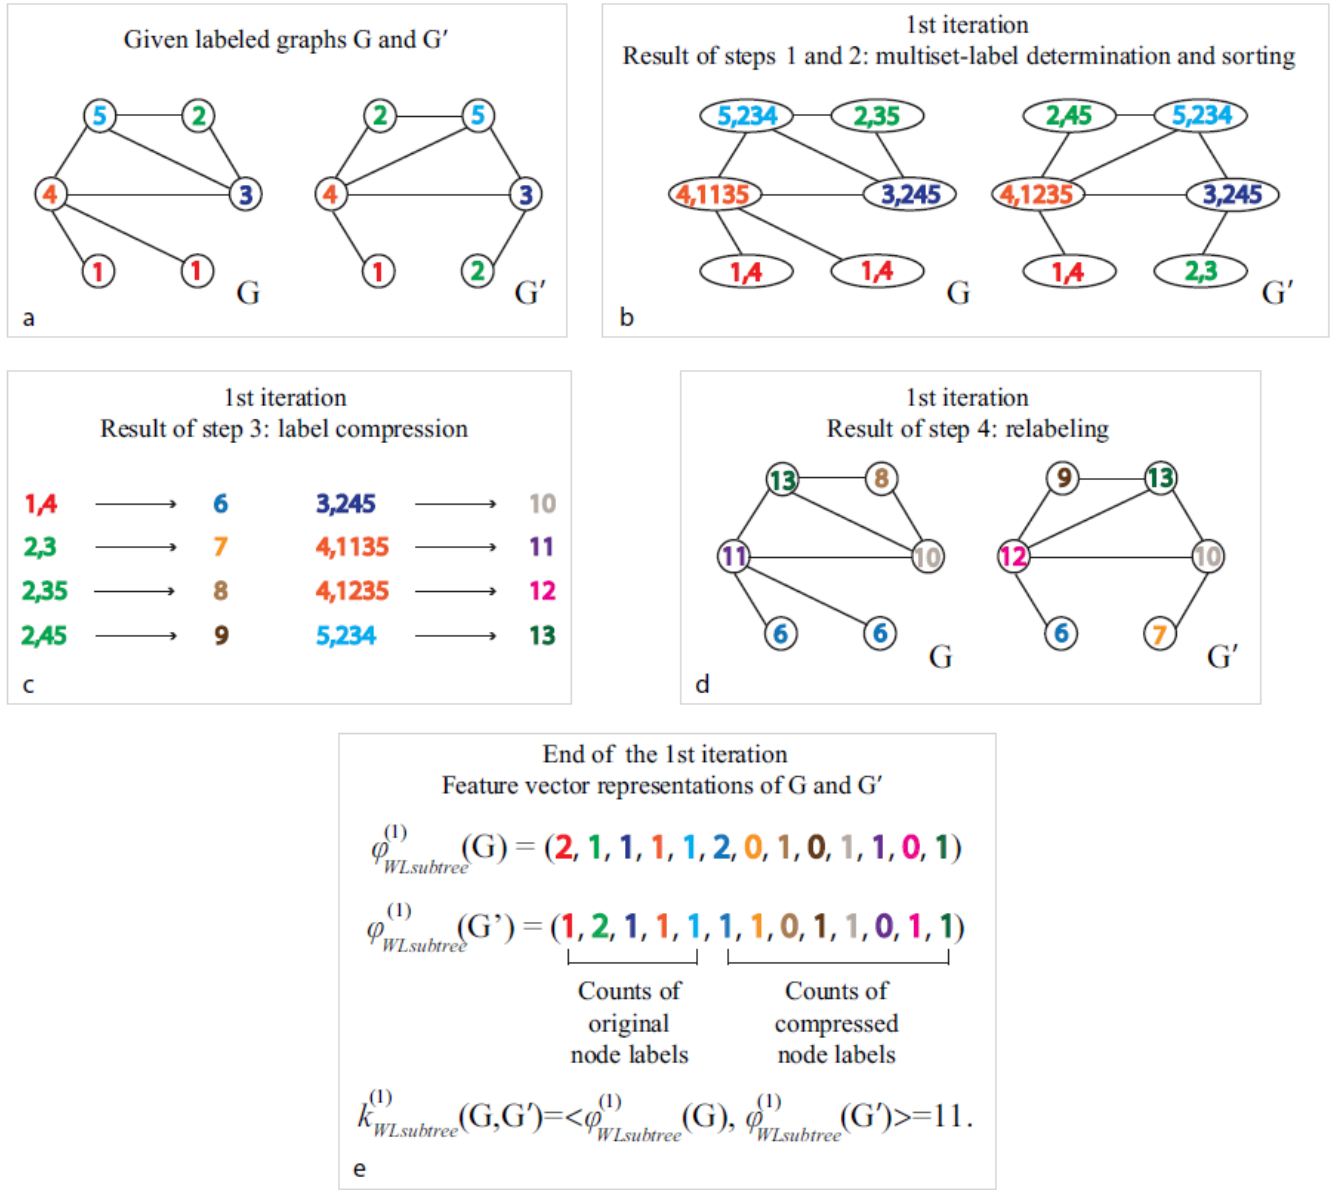 Given labeled graphs G and G′
5 2
4 3
1 1
G
2 5
4 3
1 2
G′
a
1st iteration
Result of steps 1 and 2: multiset-label determination and sorting
5,234 2,35
4,1135 3,245
1,4 1,4
G
2,45 5,234
4,1235 3,245
1,4 2,3
G′
b
1st iteration
Result of step 3: label compression
1,4 → 6 3,245 → 10
2,3 → 7 4,1135 → 11
2,35 → 8 4,1235 → 12
2,45 → 9 5,234 → 13
c
1st iteration
Result of step 4: relabeling
13 8
11 10
6 6
G
9 13
12 10
6 7
G′
d
End of the 1st iteration
Feature vector representations of G and G′
φ(1)WLsubtree(G) = (2, 1, 1, 1, 1, 2, 0, 1, 0, 1, 1, 0, 1)
φ(1)WLsubtree(G’) = (1, 2, 1, 1, 1, 1, 1, 0, 1, 1, 0, 1, 1)
Counts of
original
node labels
Counts of
compressed
node labels
k(1)WLsubtree(G,G′)=<φ(1)WLsubtree(G), φ(1)WLsubtree(G′)>=11.
e